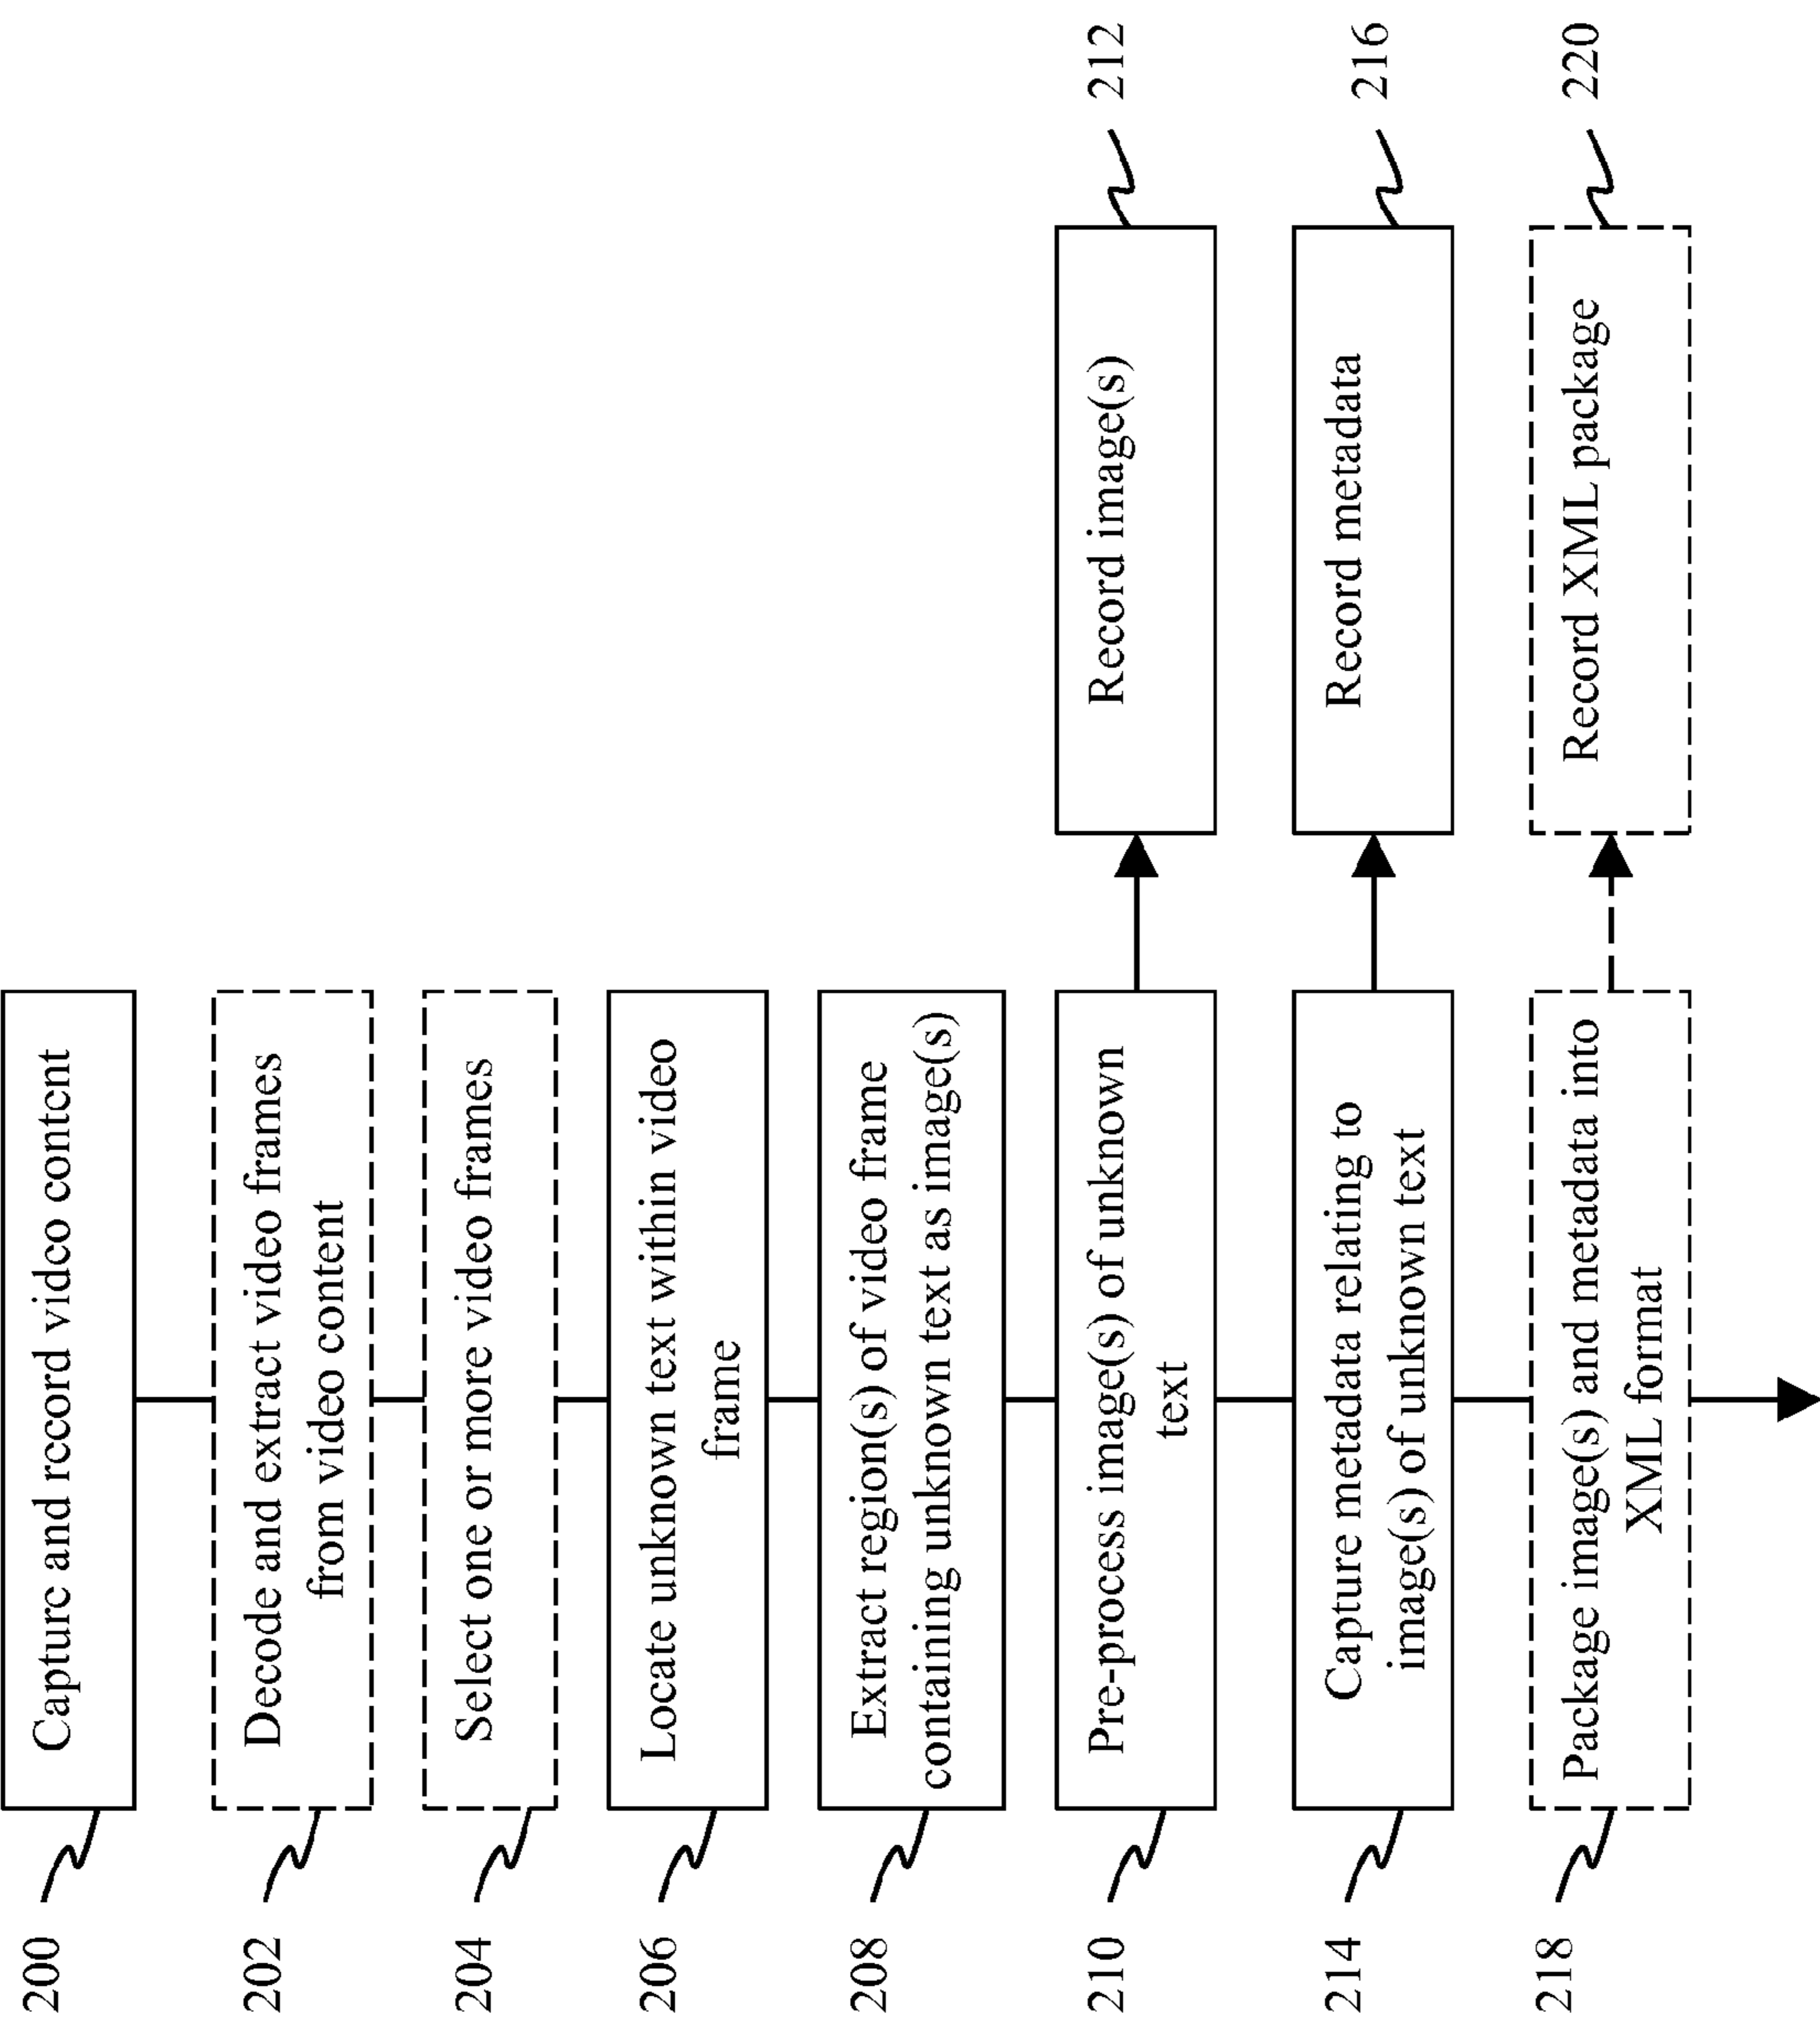 200
Capture and record video content
202
Decode and extract video frames
from video content
204
Select one or more video frames
206
Locate unknown text within video
frame
208
Extract region(s) of video frame
containing unknown text as image(s)
210
Pre-process image(s) of unknown
text
Record image(s)
212
214
Capture metadata relating to
image(s) of unknown text
Record metadata
216
218
Package image(s) and metadata into
XML format
Record XML package
220